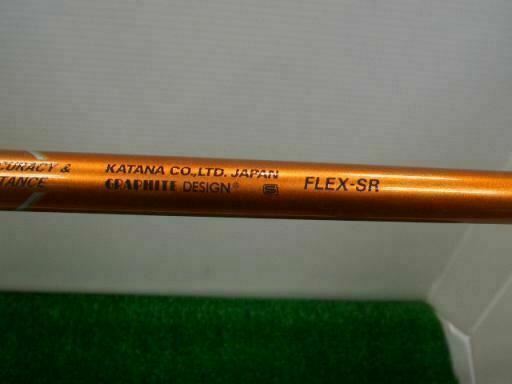 CURACY &
TANCE
KATANA CO.,LTD. JAPAN
GRAPHITE DESIGN®
FLEX-SR